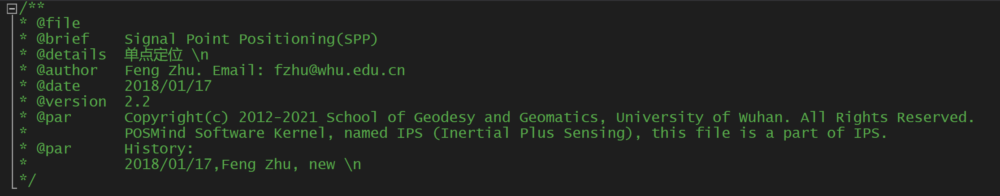 /**
* @file
* @brief    Signal Point Positioning(SPP)
* @details  单点定位 \n
* @author   Feng Zhu. Email: fzhu@whu.edu.cn
* @date     2018/01/17
* @version  2.2
* @par      Copyright(c) 2012-2021 School of Geodesy and Geomatics, University of Wuhan. All Rights Reserved.
*           POSMind Software Kernel, named IPS (Inertial Plus Sensing), this file is a part of IPS.
* @par      History:
*           2018/01/17,Feng Zhu, new \n
*/